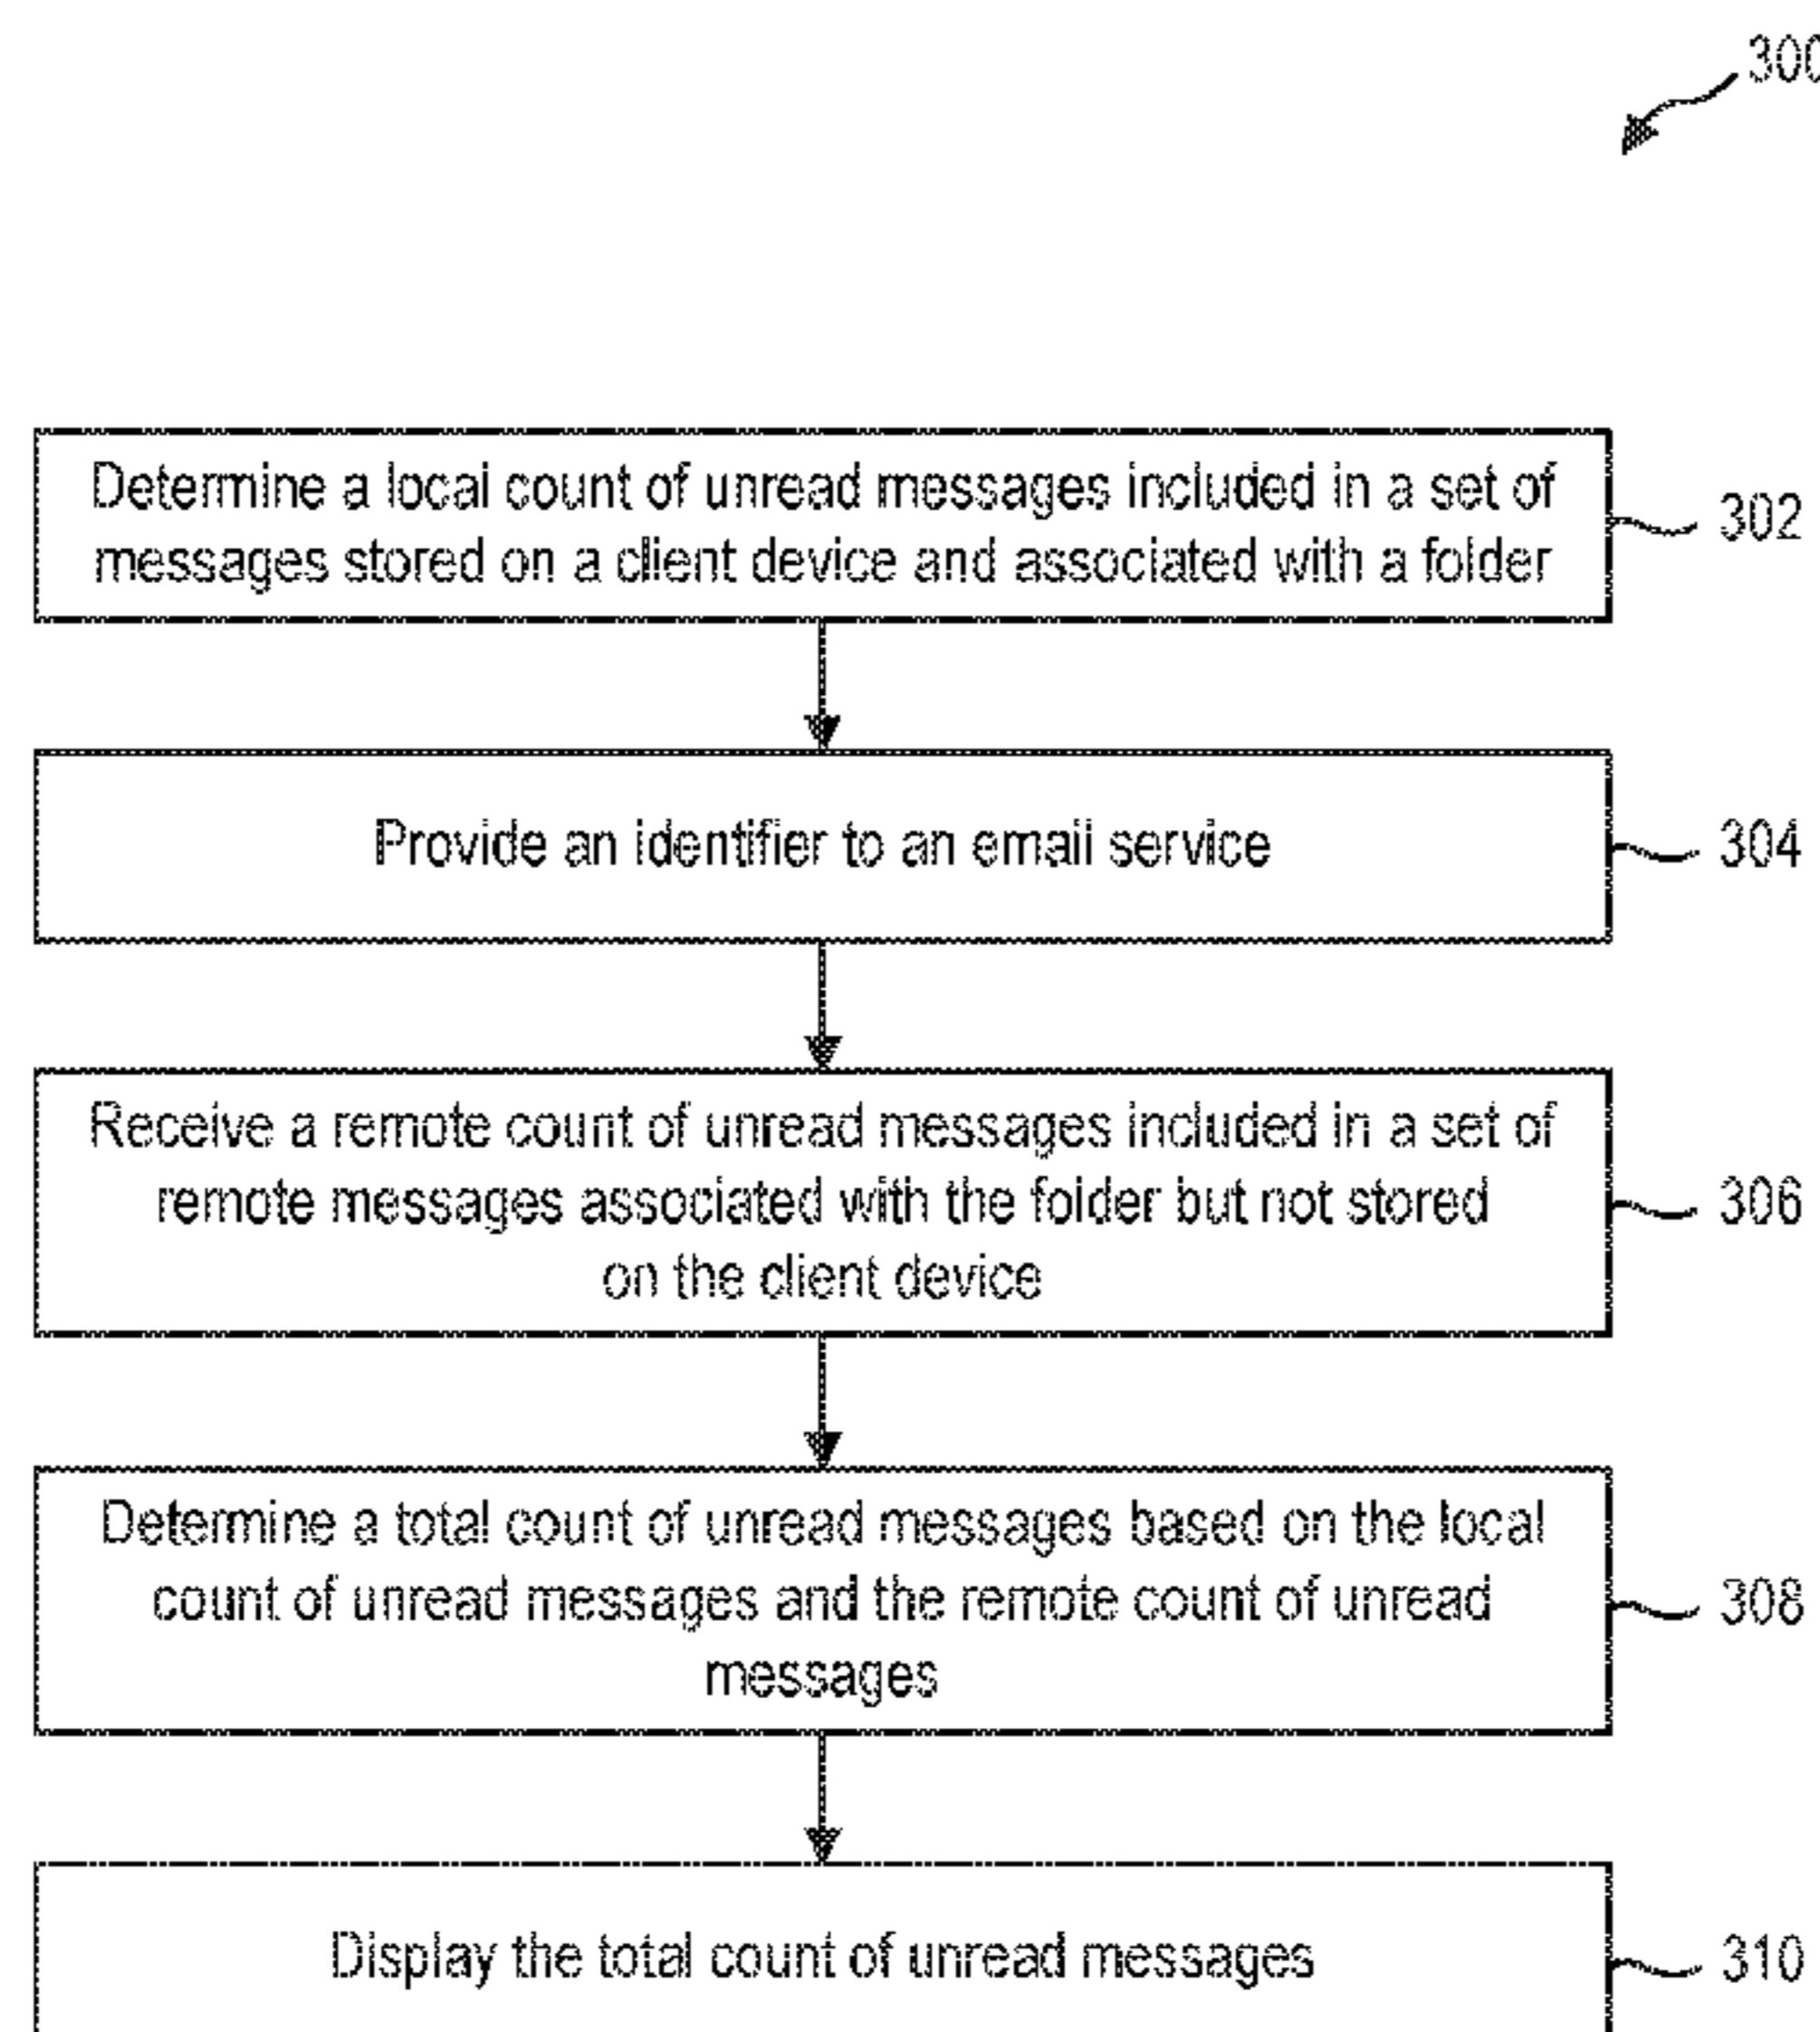 300
Determine a local count of unread messages included in a set of
messages stored on a client device and associated with a folder
302
Provide an identifier to an email service
304
Receive a remote count of unread messages included in a set of
remote messages associated with the folder but not stored
on the client device
306
Determine a total count of unread messages based on the local
count of unread messages and the remote count of unread
messages
308
Display the total count of unread messages
310